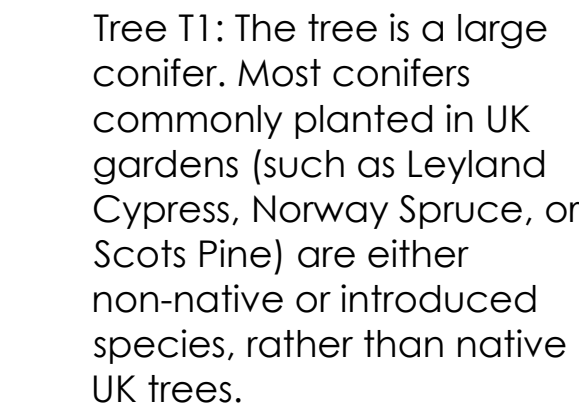 Tree T1: The tree is a large
conifer. Most conifers
commonly planted in UK
gardens (such as Leyland
Cypress, Norway Spruce, or
Scots Pine) are either
non-native or introduced
species, rather than native
UK trees.